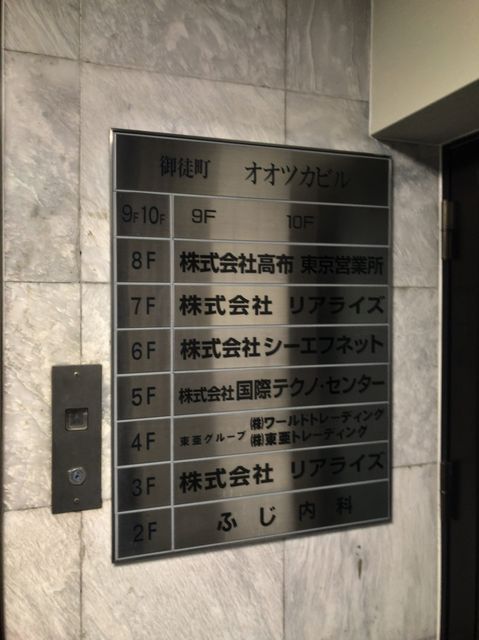 御徒町 オオツカビル
9F10F 9F 10F
8F 株式会社高布 東京営業所
7F 株式会社 リアライズ
6F 株式会社シーエフネット
5F 株式会社国際テクノ・センター
4F 東亜グループ ㈱ワールドトレーディング
㈱東亜トレーディング
3F 株式会社 リアライズ
2F ふじ内科